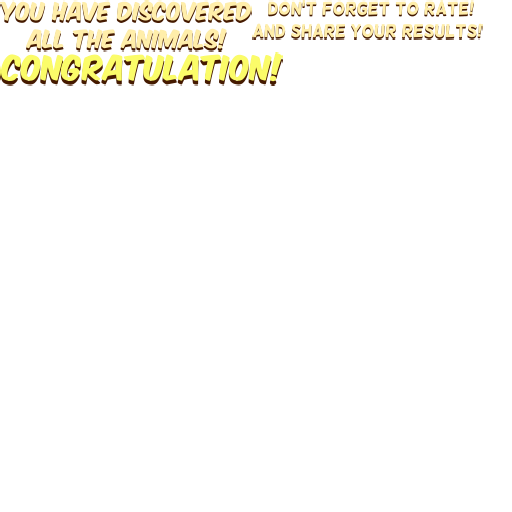 YOU HAVE DISCOVERED
ALL THE ANIMALS!
DON'T FORGET TO RATE!
AND SHARE YOUR RESULTS!
CONGRATULATION!